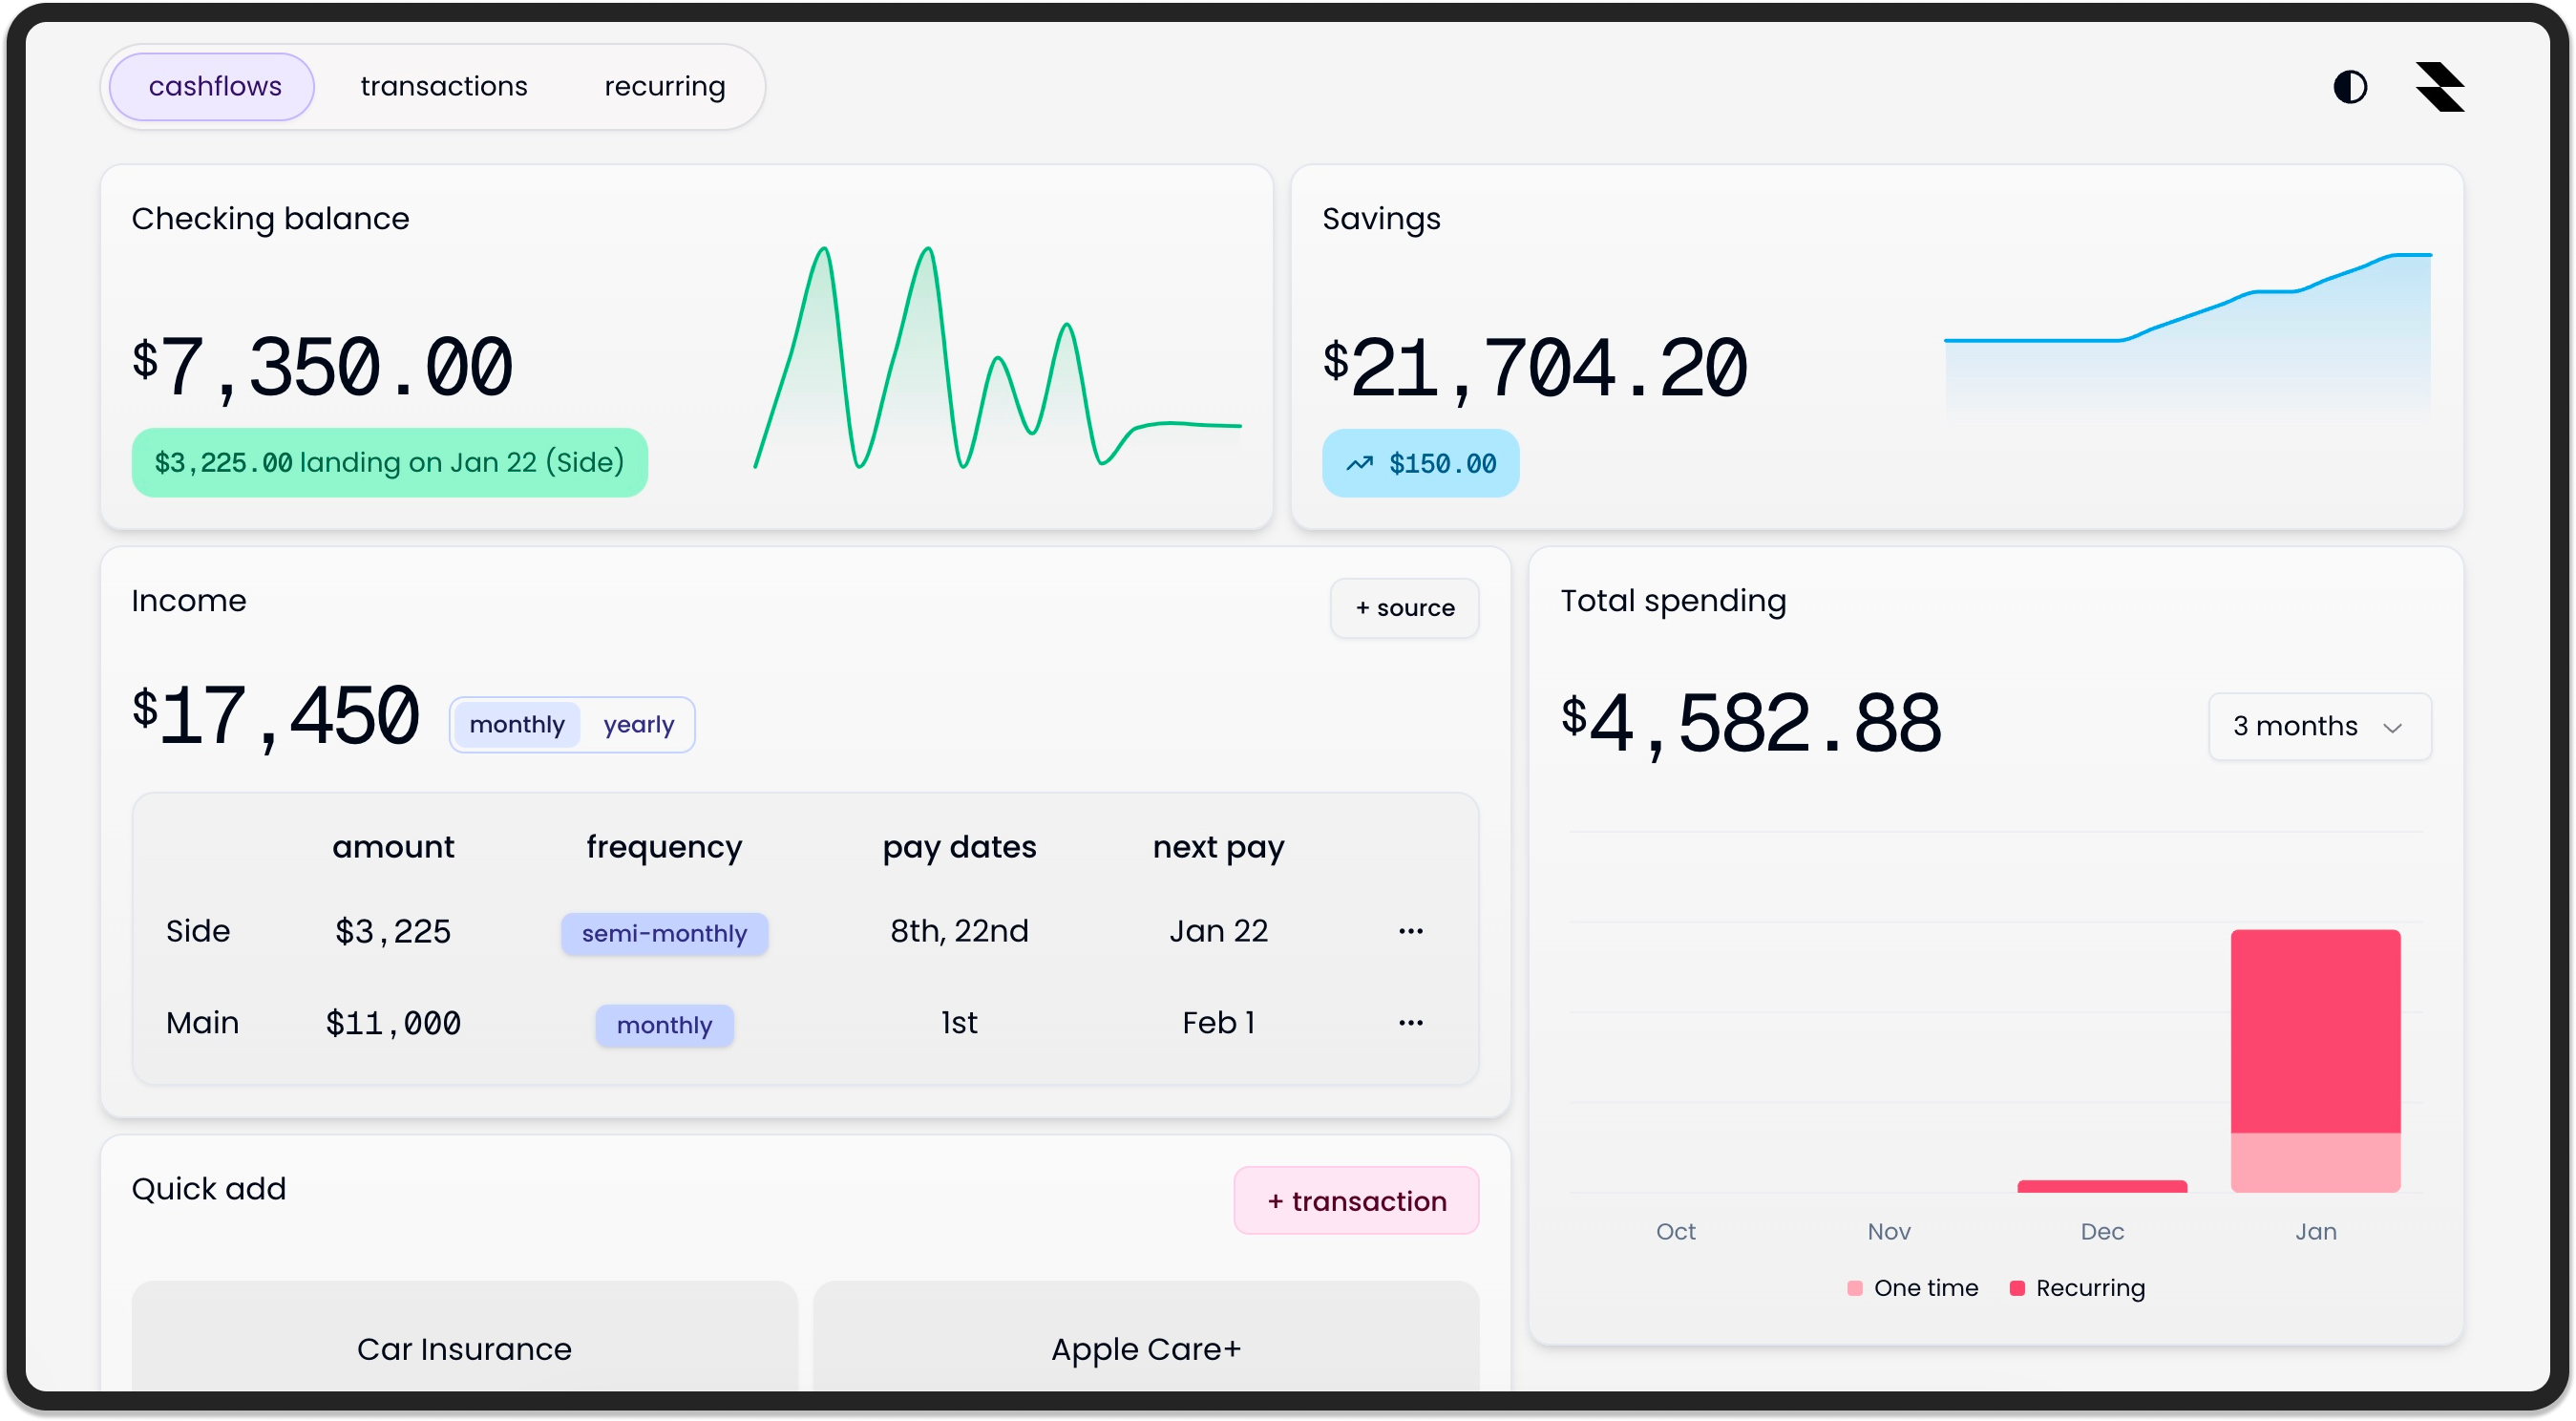 cashflows transactions recurring
Checking balance
$7,350.00
$3,225.00 landing on Jan 22 (Side)
Savings
$21,704.20
$150.00
Income
+ source
$17,450 monthly yearly
amount frequency pay dates next pay
Side $3,225 semi-monthly 8th, 22nd Jan 22 ...
Main $11,000 monthly 1st Feb 1 ...
Total spending
$4,582.88 3 months
Oct Nov Dec Jan
One time Recurring
Quick add
+ transaction
Car Insurance Apple Care+